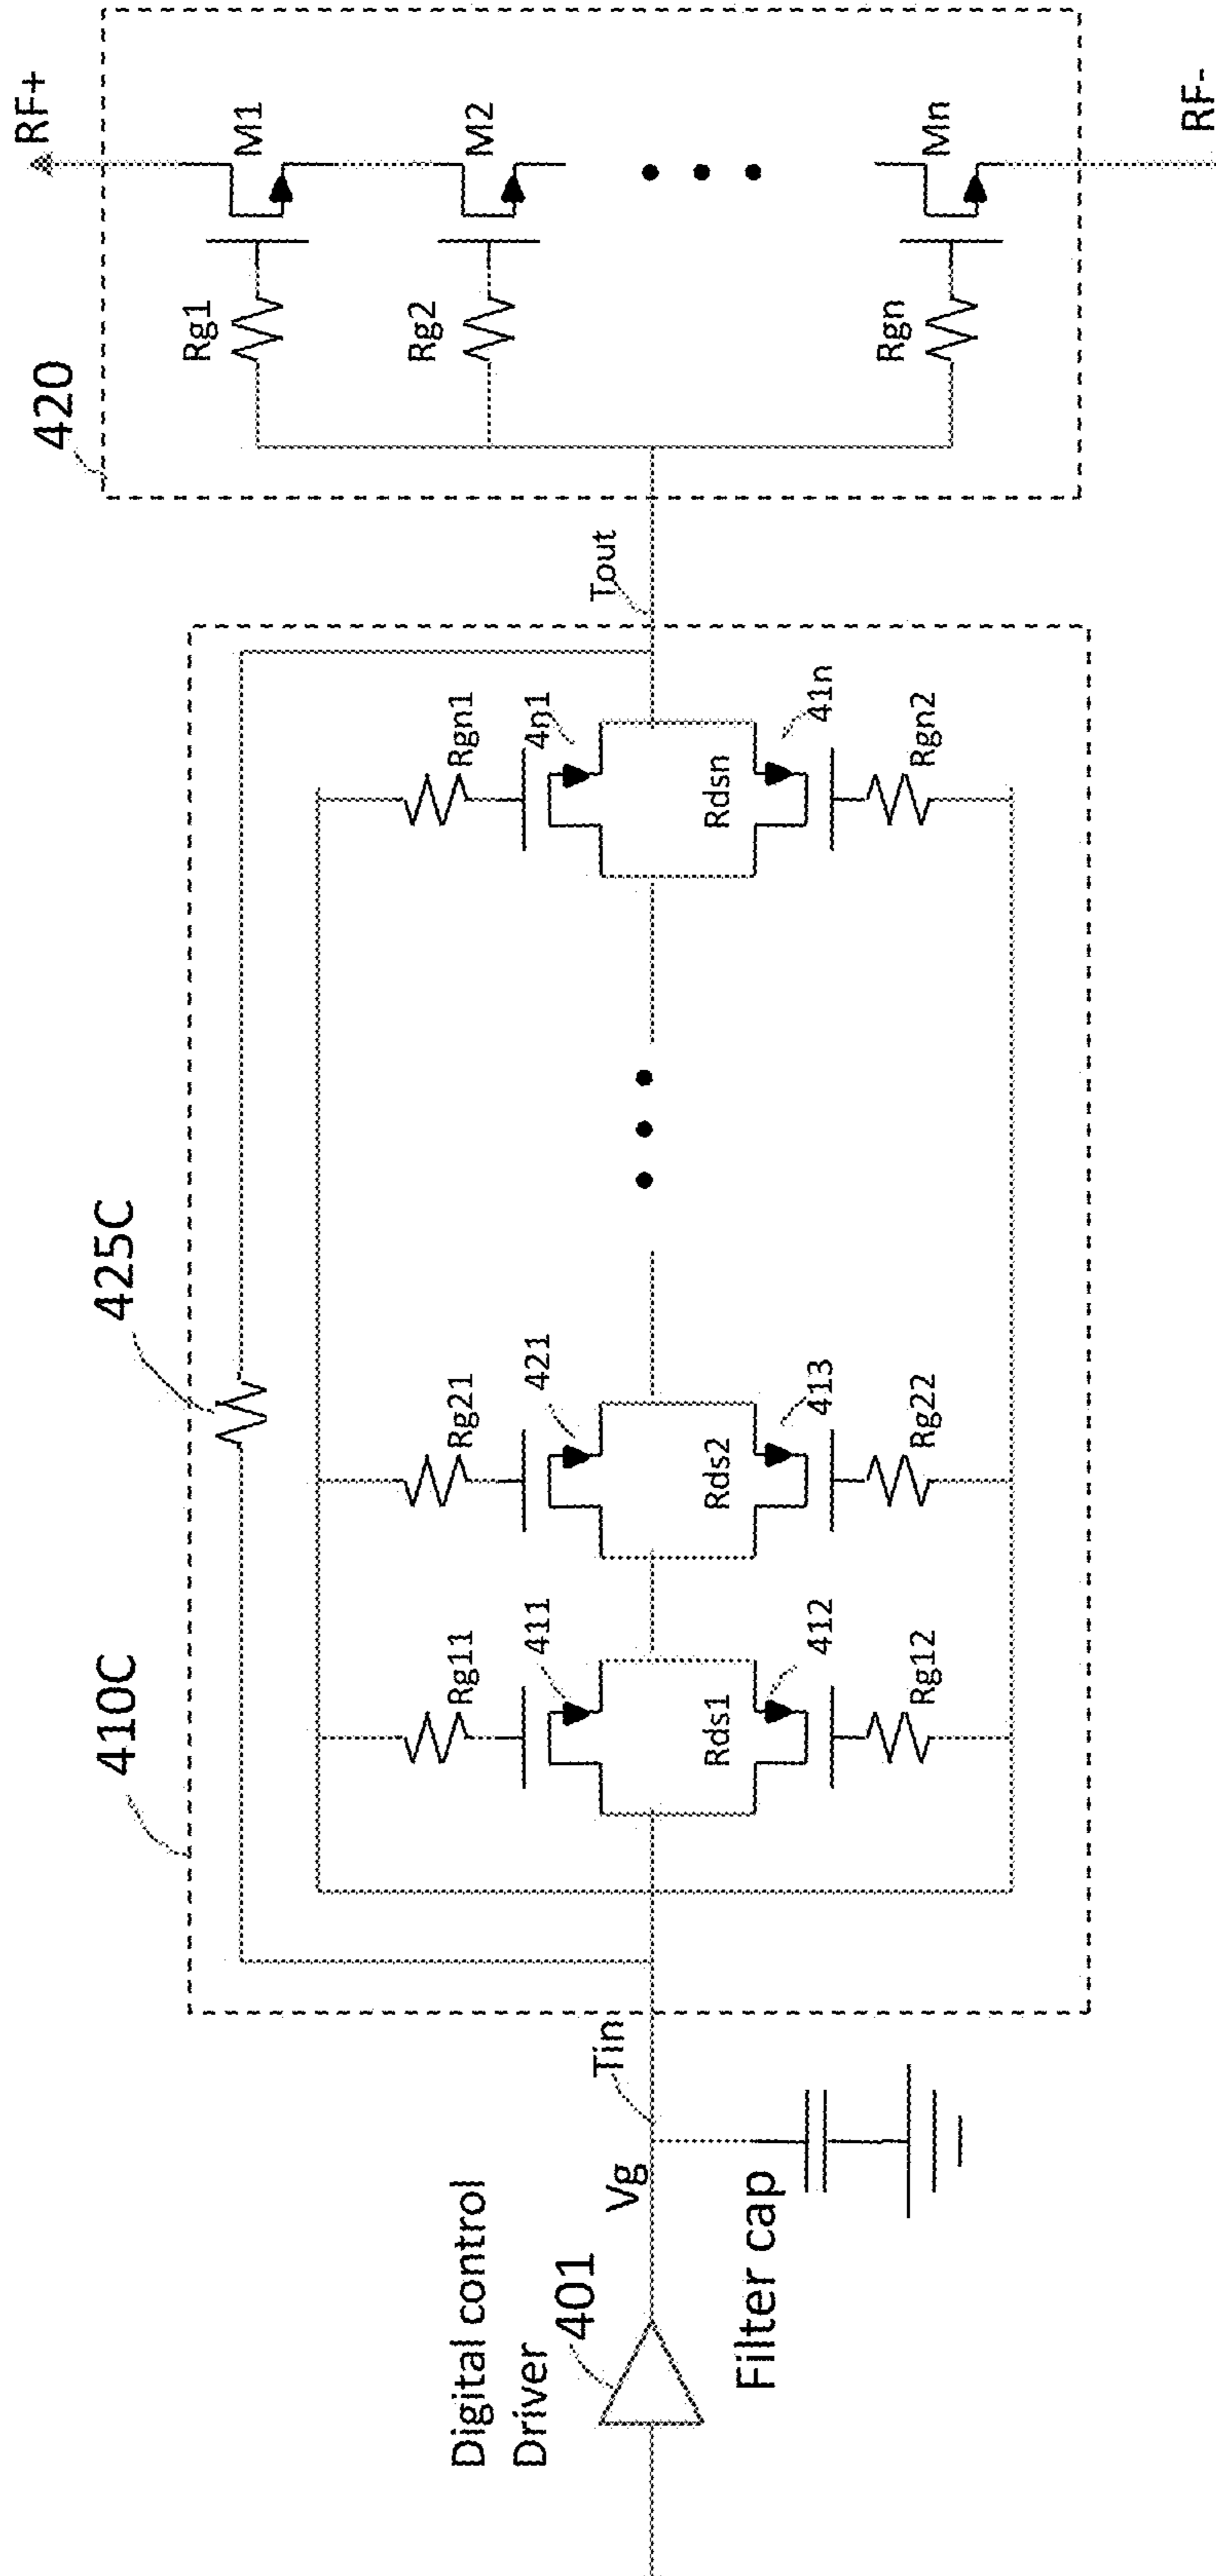 Digital control
Driver
401
Vg
Filter cap
Tin
410C
425C
Rg11
411
Rds1
412
Rg12
Rg21
421
Rds2
413
Rg22
Rgn1
4n1
Rdsn
41n
Rgn2
Tout
420
Rg1
Rg2
Rgn
RF+
M1
M2
Mn
RF-